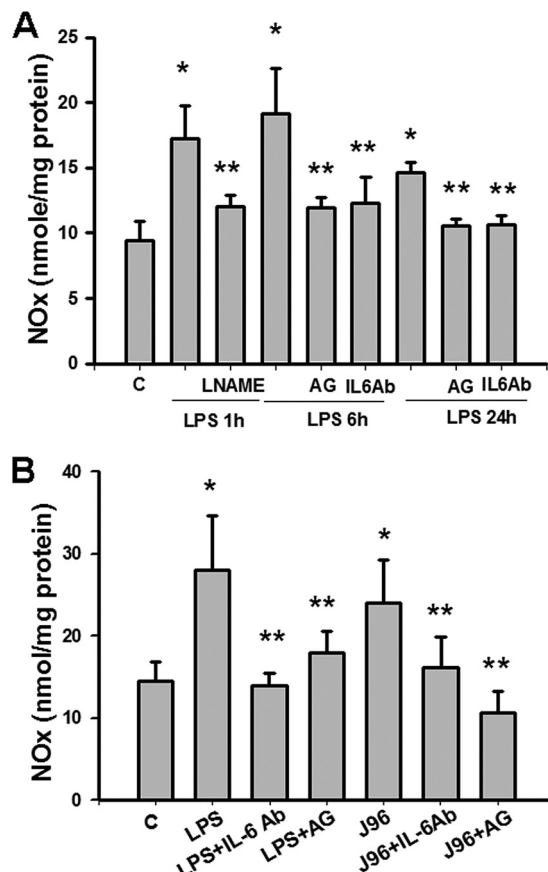 A
NOx (nmole/mg protein)
25
20
15
10
5
0
* ** * ** ** * ** **
C LNAME AG IL6Ab AG IL6Ab
LPS 1h LPS 6h LPS 24h
B
NOx (nmol/mg protein)
40
30
20
10
0
* ** ** * ** **
C LPS LPS+IL-6 Ab LPS+AG J96 J96+IL-6Ab J96+AG